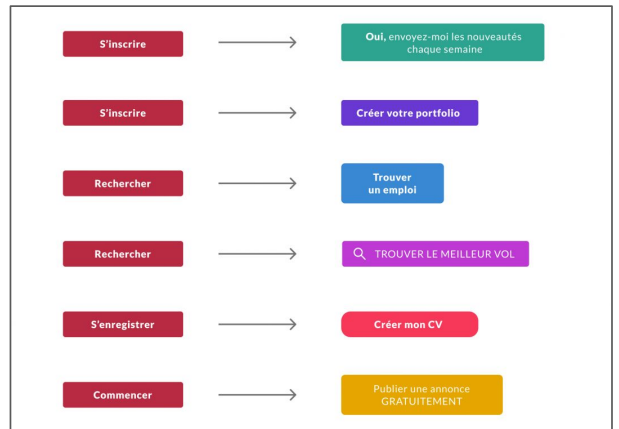 S'inscrire
Oui, envoyez-moi les nouveautés
chaque semaine
S'inscrire
Créer votre portfolio
Rechercher
Trouver
un emploi
Rechercher
TROUVER LE MEILLEUR VOL
S'enregistrer
Créer mon CV
Commencer
Publier une annonce
GRATUITEMENT